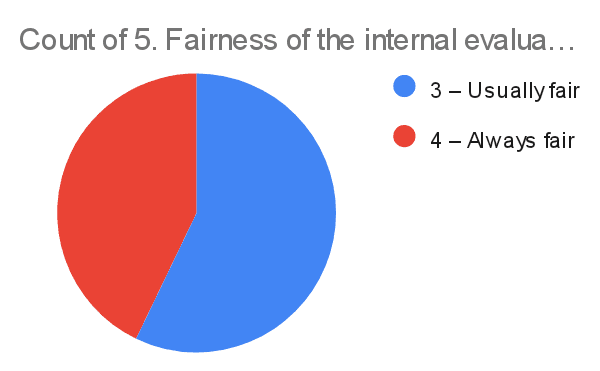 Count of 5. Fairness of the internal evalua…
3 – Usually fair
4 – Always fair